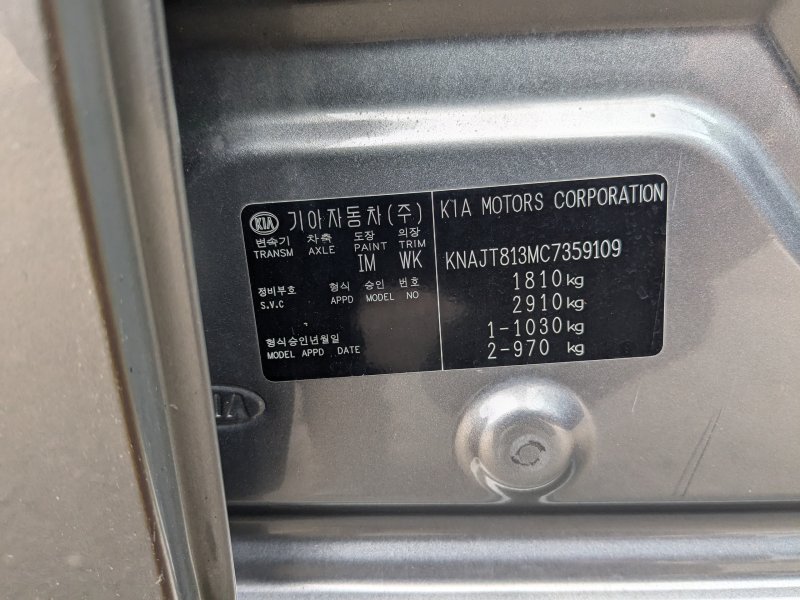 KIA 기아자동차(주)
변속기 차축 도장 의장
TRANSM AXLE PAINT TRIM
IM WK
정비부호 형식 승인 번호
S.V.C APPD MODEL NO
형식승인년월일
MODEL APPD DATE
KIA MOTORS CORPORATION
KNAJT813MC7359109
1810kg
2910kg
1-1030kg
2-970 kg
KIA